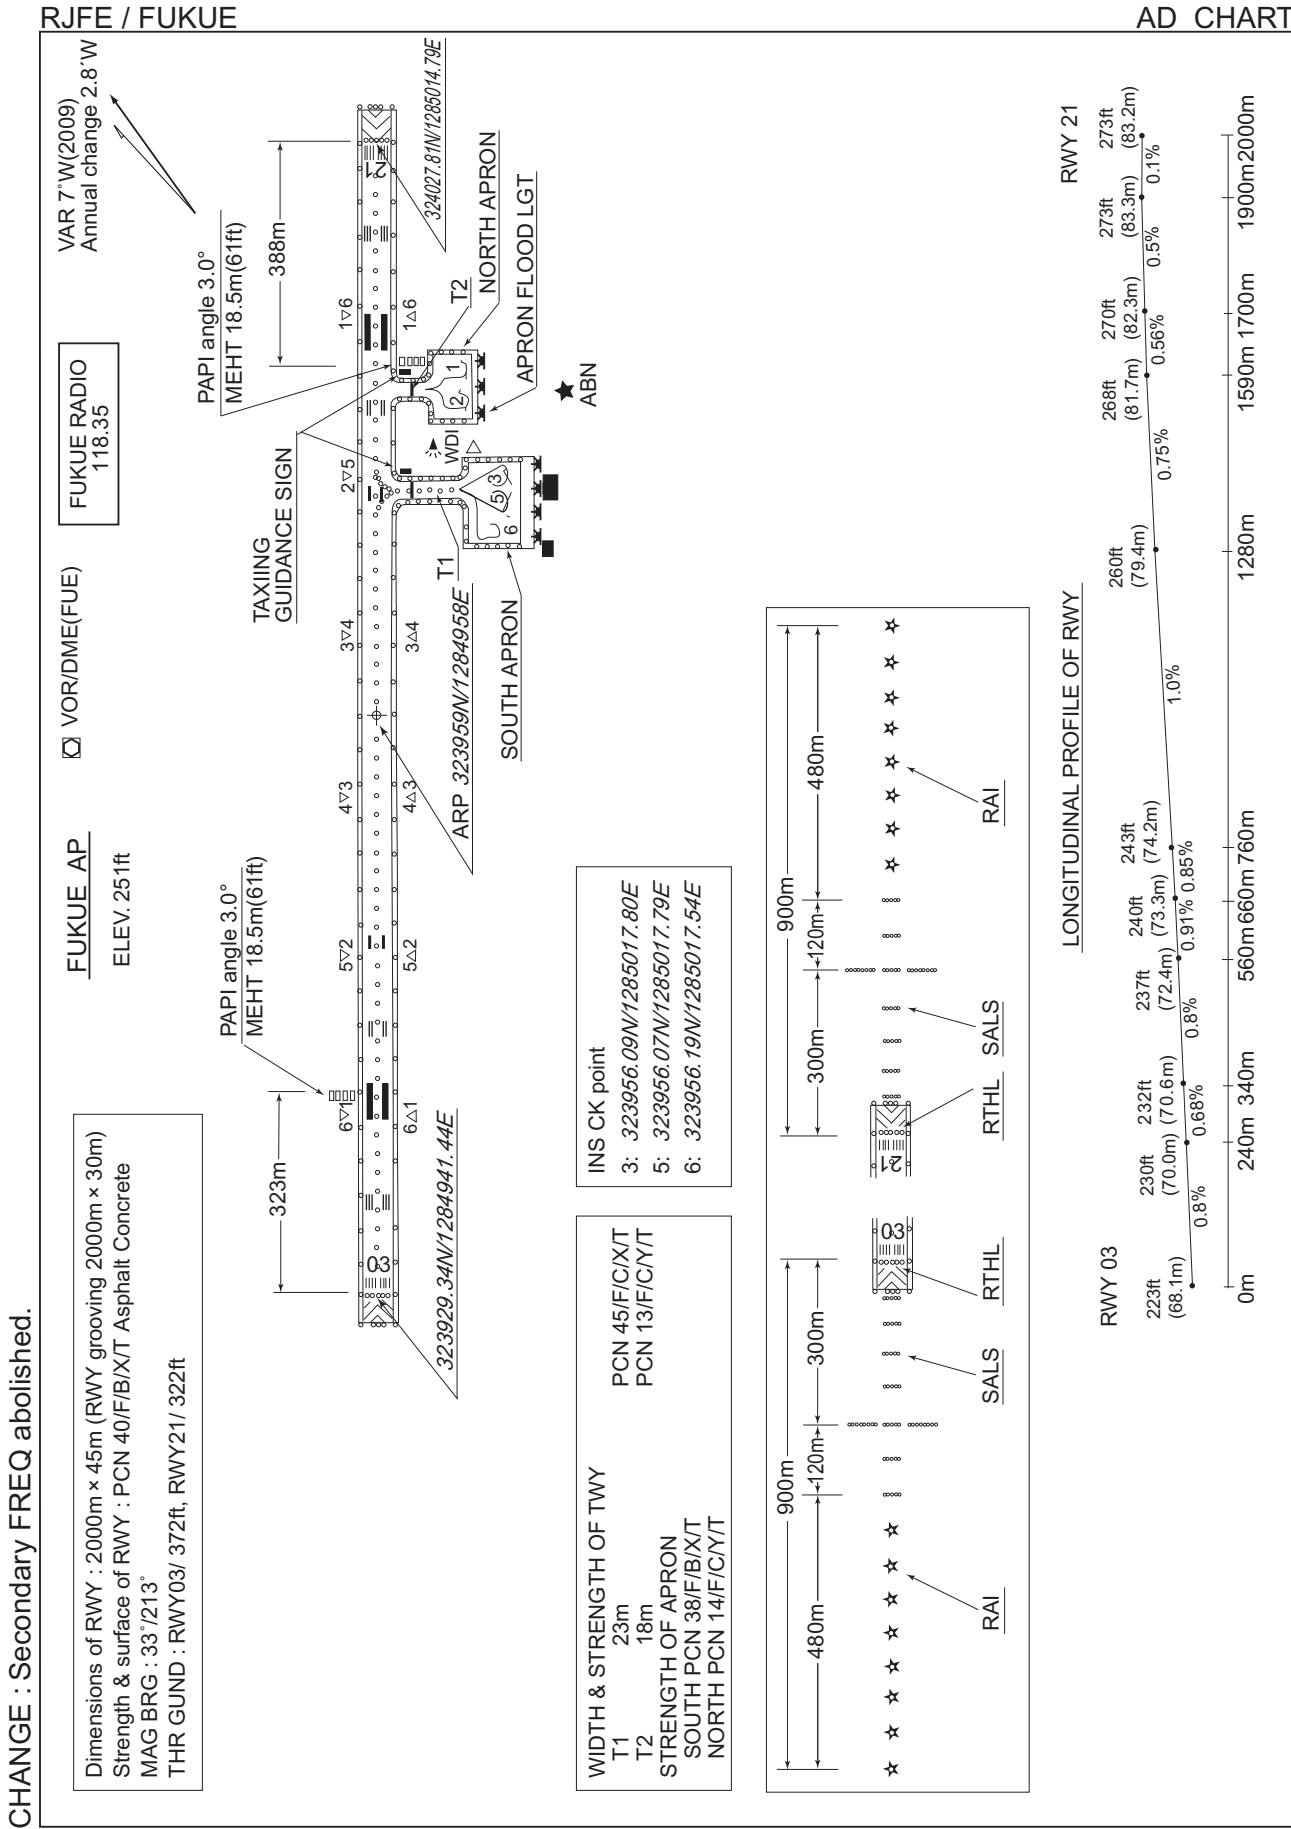 RJFE / FUKUE
AD CHART
CHANGE : Secondary FREQ abolished.
Dimensions of RWY : 2000m × 45m (RWY grooving 2000m × 30m)
Strength & surface of RWY : PCN 40/F/B/X/T Asphalt Concrete
MAG BRG : 33°/213°
THR GUND : RWY03/ 372ft, RWY21/ 322ft
FUKUE AP
ELEV. 251ft
VOR/DME(FUE)
FUKUE RADIO
118.35
VAR 7°W(2009)
Annual change 2.8′W
PAPI angle 3.0°
MEHT 18.5m(61ft)
PAPI angle 3.0°
MEHT 18.5m(61ft)
323m
388m
TAXIING
GUIDANCE SIGN
6▽1
5▽2
4▽3
3▽4
2▽5
1▽6
03
21
6△1
5△2
4△3
3△4
1△6
323929.34N/1284941.44E
ARP 323959N/1284958E
324027.81N/1285014.79E
T1
T2
WDI
6
5
3
2
1
SOUTH APRON
NORTH APRON
APRON FLOOD LGT
ABN
WIDTH & STRENGTH OF TWY
T1 23m PCN 45/F/C/X/T
T2 18m PCN 13/F/C/Y/T
STRENGTH OF APRON
SOUTH PCN 38/F/B/X/T
NORTH PCN 14/F/C/Y/T
INS CK point
3: 323956.09N/1285017.80E
5: 323956.07N/1285017.79E
6: 323956.19N/1285017.54E
900m
480m
120m
300m
03
RAI
SALS
RTHL
900m
300m
120m
480m
21
RTHL
SALS
RAI
LONGITUDINAL PROFILE OF RWY
RWY 03
RWY 21
223ft
(68.1m)
230ft
(70.0m)
232ft
(70.6m)
237ft
(72.4m)
240ft
(73.3m)
243ft
(74.2m)
260ft
(79.4m)
268ft
(81.7m)
270ft
(82.3m)
273ft
(83.3m)
273ft
(83.2m)
0.8%
0.68%
0.8%
0.91%
0.85%
1.0%
0.75%
0.56%
0.5%
0.1%
0m
240m
340m
560m
660m
760m
1280m
1590m
1700m
1900m
2000m